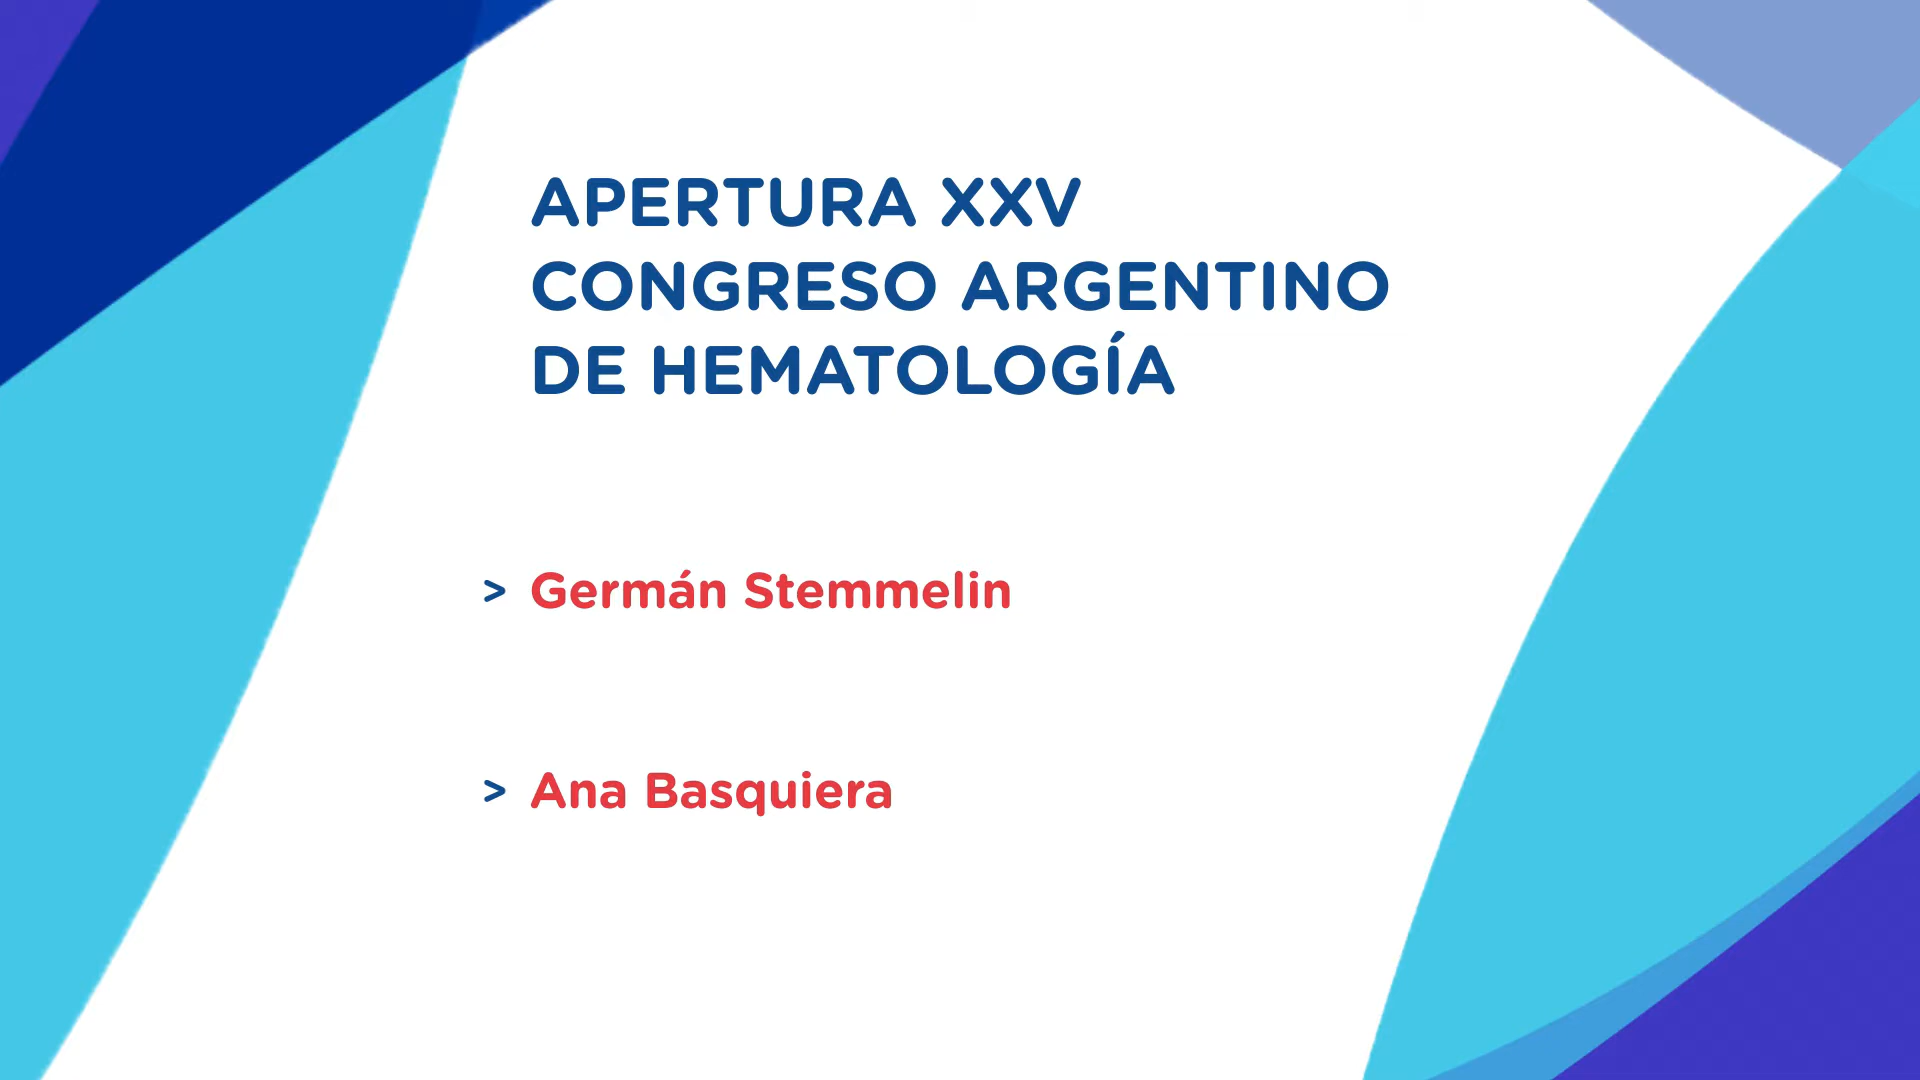 APERTURA XXV
CONGRESO ARGENTINO
DE HEMATOLOGÍA
> Germán Stemmelin
> Ana Basquiera